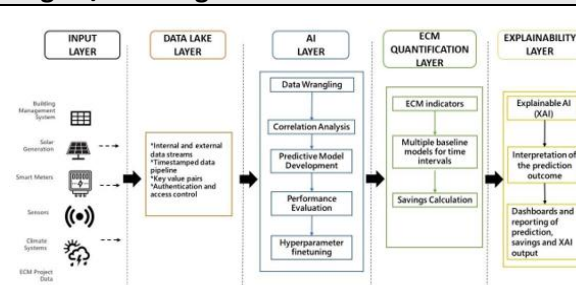 INPUT
LAYER
DATA LAKE
LAYER
AI
LAYER
ECM
QUANTIFICATION
LAYER
EXPLAINABILITY
LAYER
Building
Management
System
Solar
Generation
Smart Meters
Sensors
Climate
Systems
ECM Project
Data
*Internal and external
data streams
*Timestamped data
pipeline
*Key value pairs
*Authentication and
access control
Data Wrangling
Correlation Analysis
Predictive Model
Development
Performance
Evaluation
Hyperparameter
finetuning
ECM indicators
Multiple baseline
models for time
intervals
Savings Calculation
Explainable AI
(XAI)
Interpretation of
the prediction
outcome
Dashboards and
reporting of
prediction,
savings and XAI
output